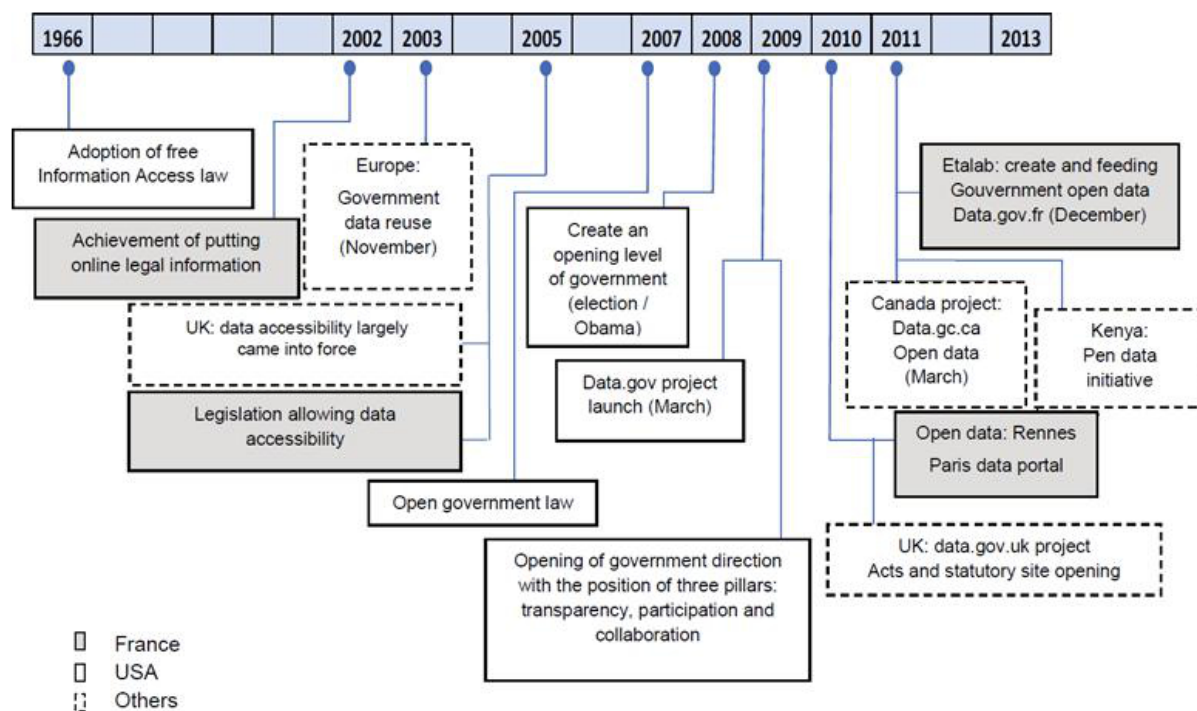 1966 2002 2003 2005 2007 2008 2009 2010 2011 2013
Adoption of free
Information Access law
Achievement of putting
online legal information
Europe:
Government
data reuse
(November)
UK: data accessibility largely
came into force
Legislation allowing data
accessibility
Open government law
Create an
opening level
of government
(election /
Obama)
Data.gov project
launch (March)
Opening of government direction
with the position of three pillars:
transparency, participation and
collaboration
Etalab: create and feeding
Gouvernment open data
Data.gov.fr (December)
Canada project:
Data.gc.ca
Open data
(March)
Kenya:
Pen data
initiative
Open data: Rennes
Paris data portal
UK: data.gov.uk project
Acts and statutory site opening
France
USA
Others